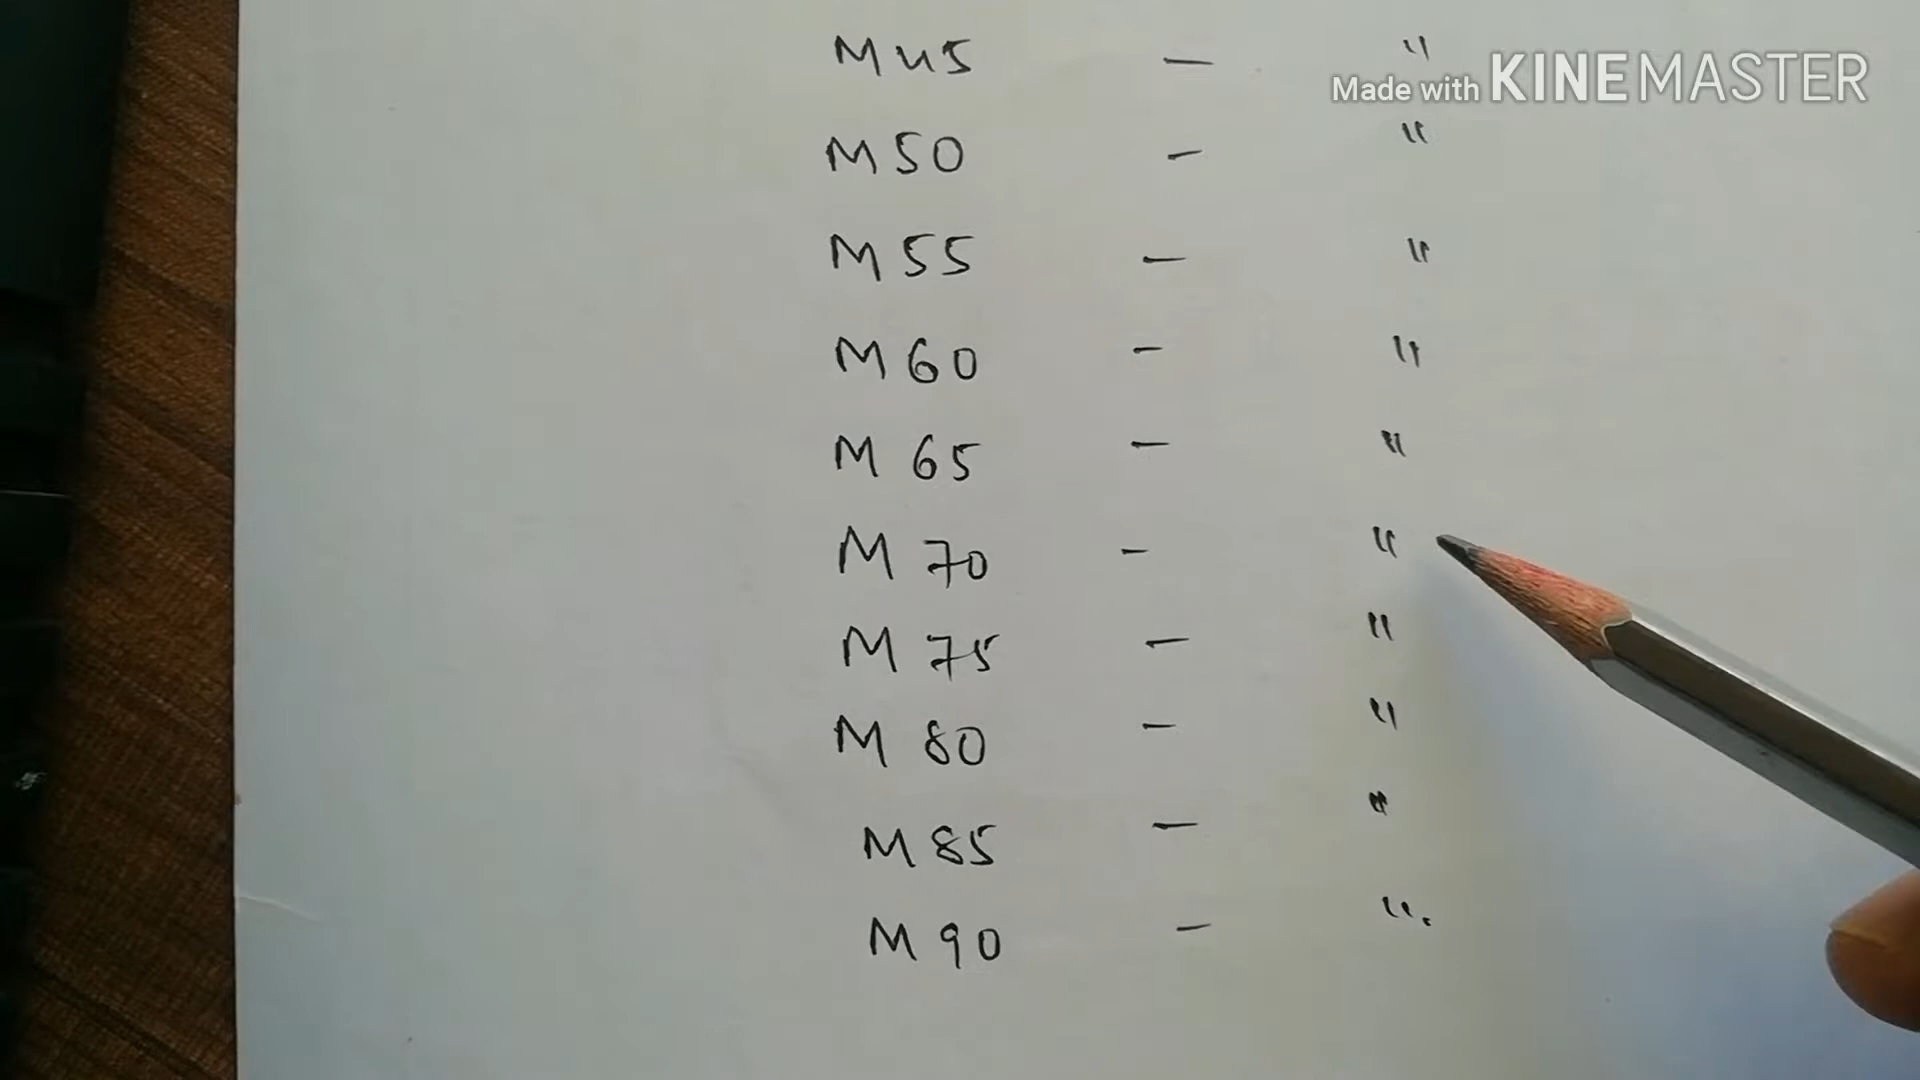 M45 - "
Made with KINEMASTER
M50 - "
M55 - "
M60 - "
M65 - "
M70 - "
M75 - "
M80 - "
M85 - "
M90 - ".